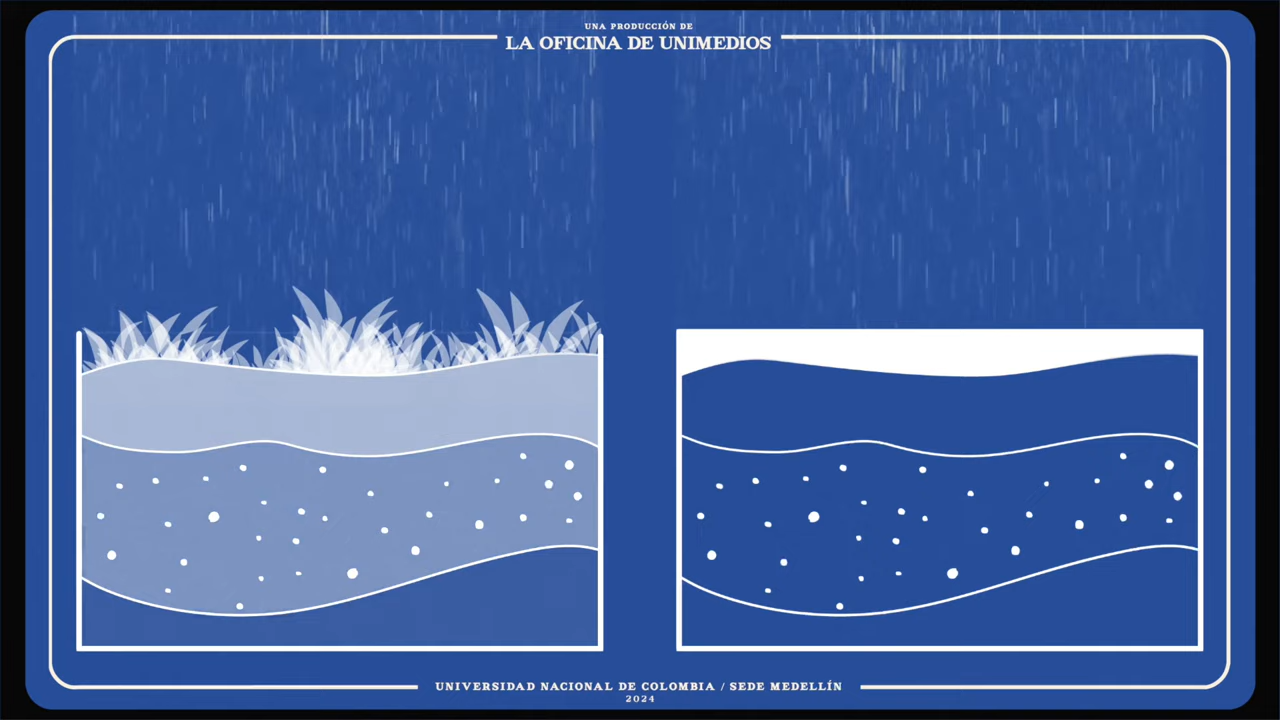 UNA PRODUCCIÓN DE
LA OFICINA DE UNIMEDIOS
UNIVERSIDAD NACIONAL DE COLOMBIA / SEDE MEDELLÍN
2024